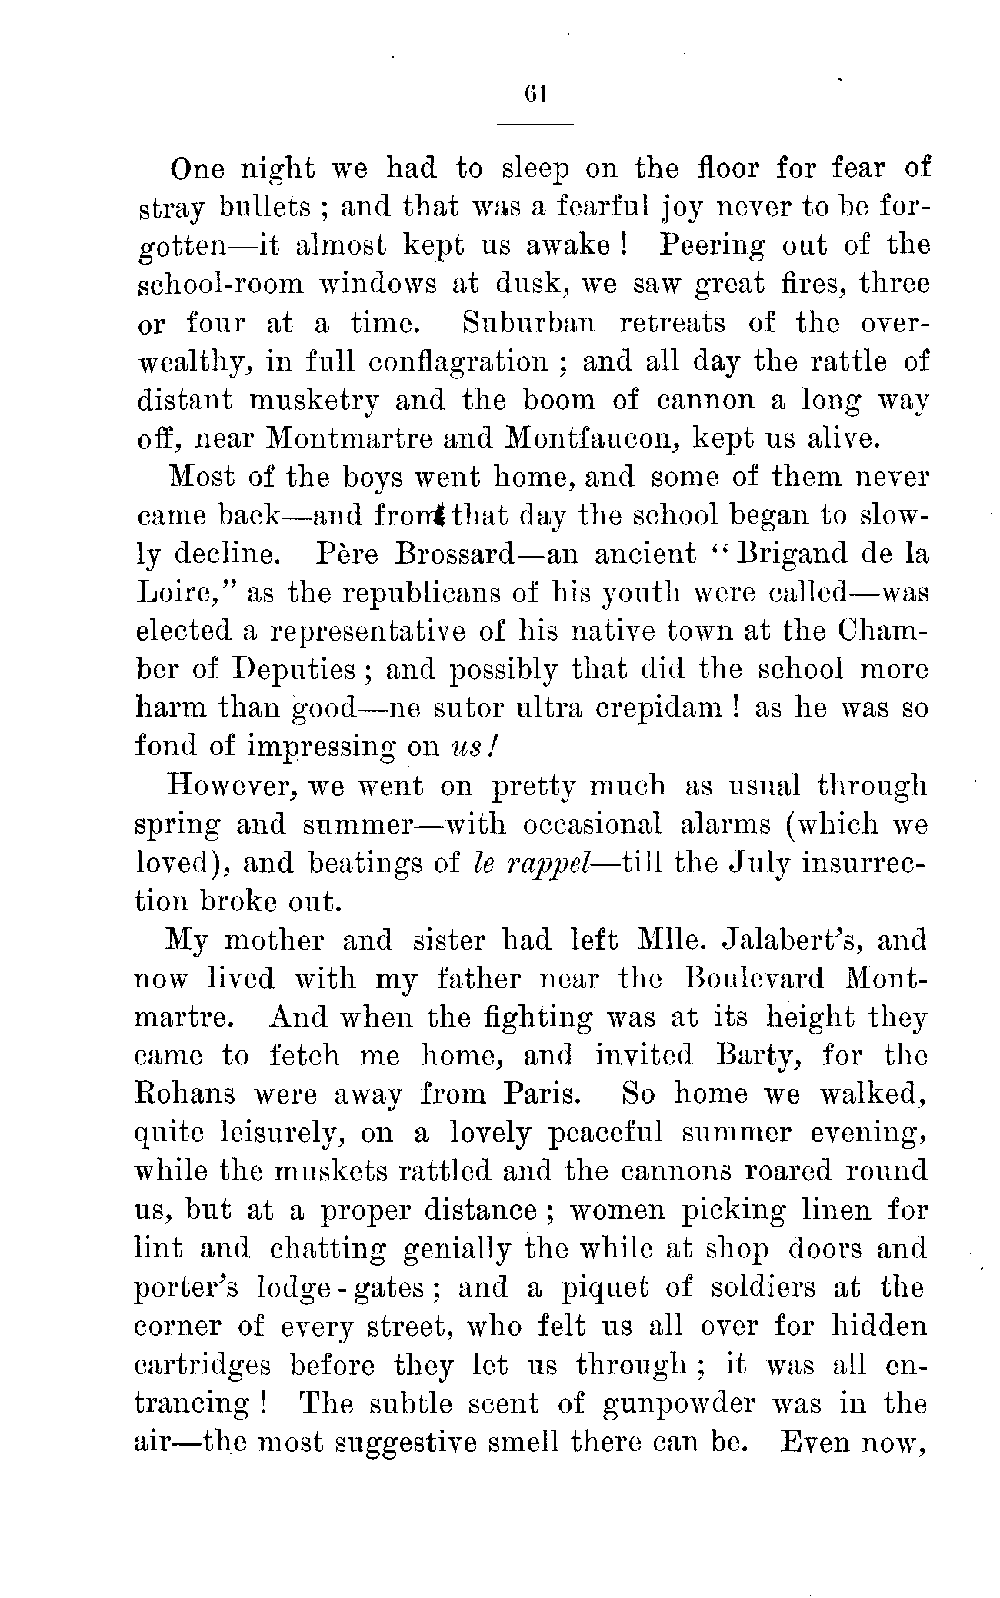 61
One night we had to sleep on the floor for fear of
stray bullets ; and that was a fearful joy never to be for-
gotten—it almost kept us awake ! Peering out of the
school-room windows at dusk, we saw great fires, three
or four at a time. Suburban retreats of the over-
wealthy, in full conflagration ; and all day the rattle of
distant musketry and the boom of cannon a long way
off, near Montmartre and Montfaucon, kept us alive.
Most of the boys went home, and some of them never
came back—and from that day the school began to slow-
ly decline. Père Brossard—an ancient “ Brigand de la
Loire,” as the republicans of his youth were called—was
elected a representative of his native town at the Cham-
ber of Deputies ; and possibly that did the school more
harm than good—ne sutor ultra crepidam ! as he was so
fond of impressing on us !
However, we went on pretty much as usual through
spring and summer—with occasional alarms (which we
loved), and beatings of le rappel—till the July insurrec-
tion broke out.
My mother and sister had left Mlle. Jalabert’s, and
now lived with my father near the Boulevard Mont-
martre. And when the fighting was at its height they
came to fetch me home, and invited Barty, for the
Rohans were away from Paris. So home we walked,
quite leisurely, on a lovely peaceful summer evening,
while the muskets rattled and the cannons roared round
us, but at a proper distance ; women picking linen for
lint and chatting genially the while at shop doors and
porter’s lodge-gates ; and a piquet of soldiers at the
corner of every street, who felt us all over for hidden
cartridges before they let us through ; it was all en-
trancing ! The subtle scent of gunpowder was in the
air—the most suggestive smell there can be. Even now,